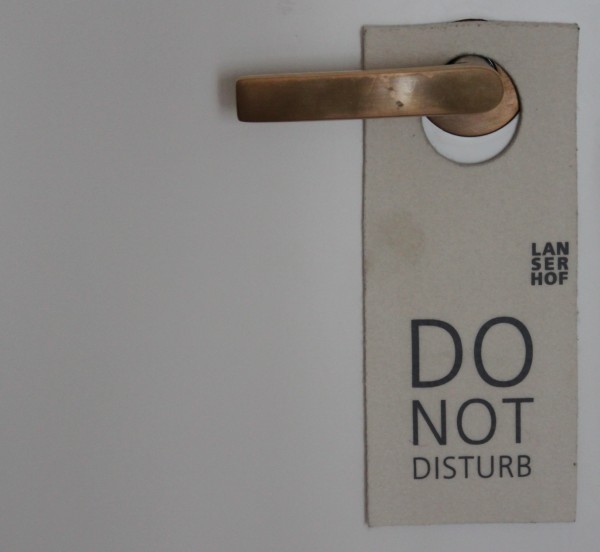 LAN
SER
HOF
DO
NOT
DISTURB